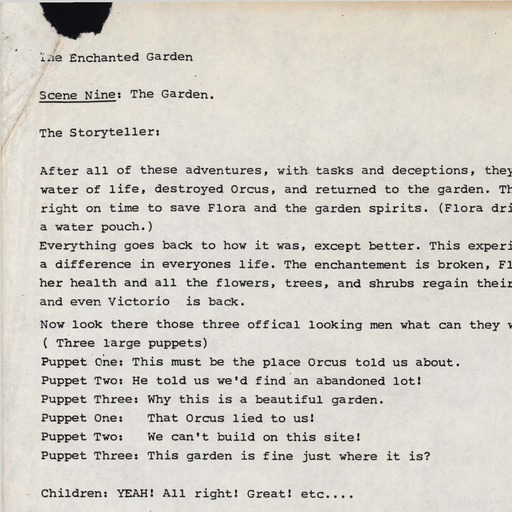 The Enchanted Garden
Scene Nine: The Garden.
The Storyteller:
After all of these adventures, with tasks and deceptions, they
water of life, destroyed Orcus, and returned to the garden. Th
right on time to save Flora and the garden spirits. (Flora dri
a water pouch.)
Everything goes back to how it was, except better. This experi
a difference in everyones life. The enchantement is broken, Fl
her health and all the flowers, trees, and shrubs regain their
and even Victorio is back.
Now look there those three offical looking men what can they w
( Three large puppets)
Puppet One: This must be the place Orcus told us about.
Puppet Two: He told us we'd find an abandoned lot!
Puppet Three: Why this is a beautiful garden.
Puppet One: That Orcus lied to us!
Puppet Two: We can't build on this site!
Puppet Three: This garden is fine just where it is?
Children: YEAH! All right! Great! etc....